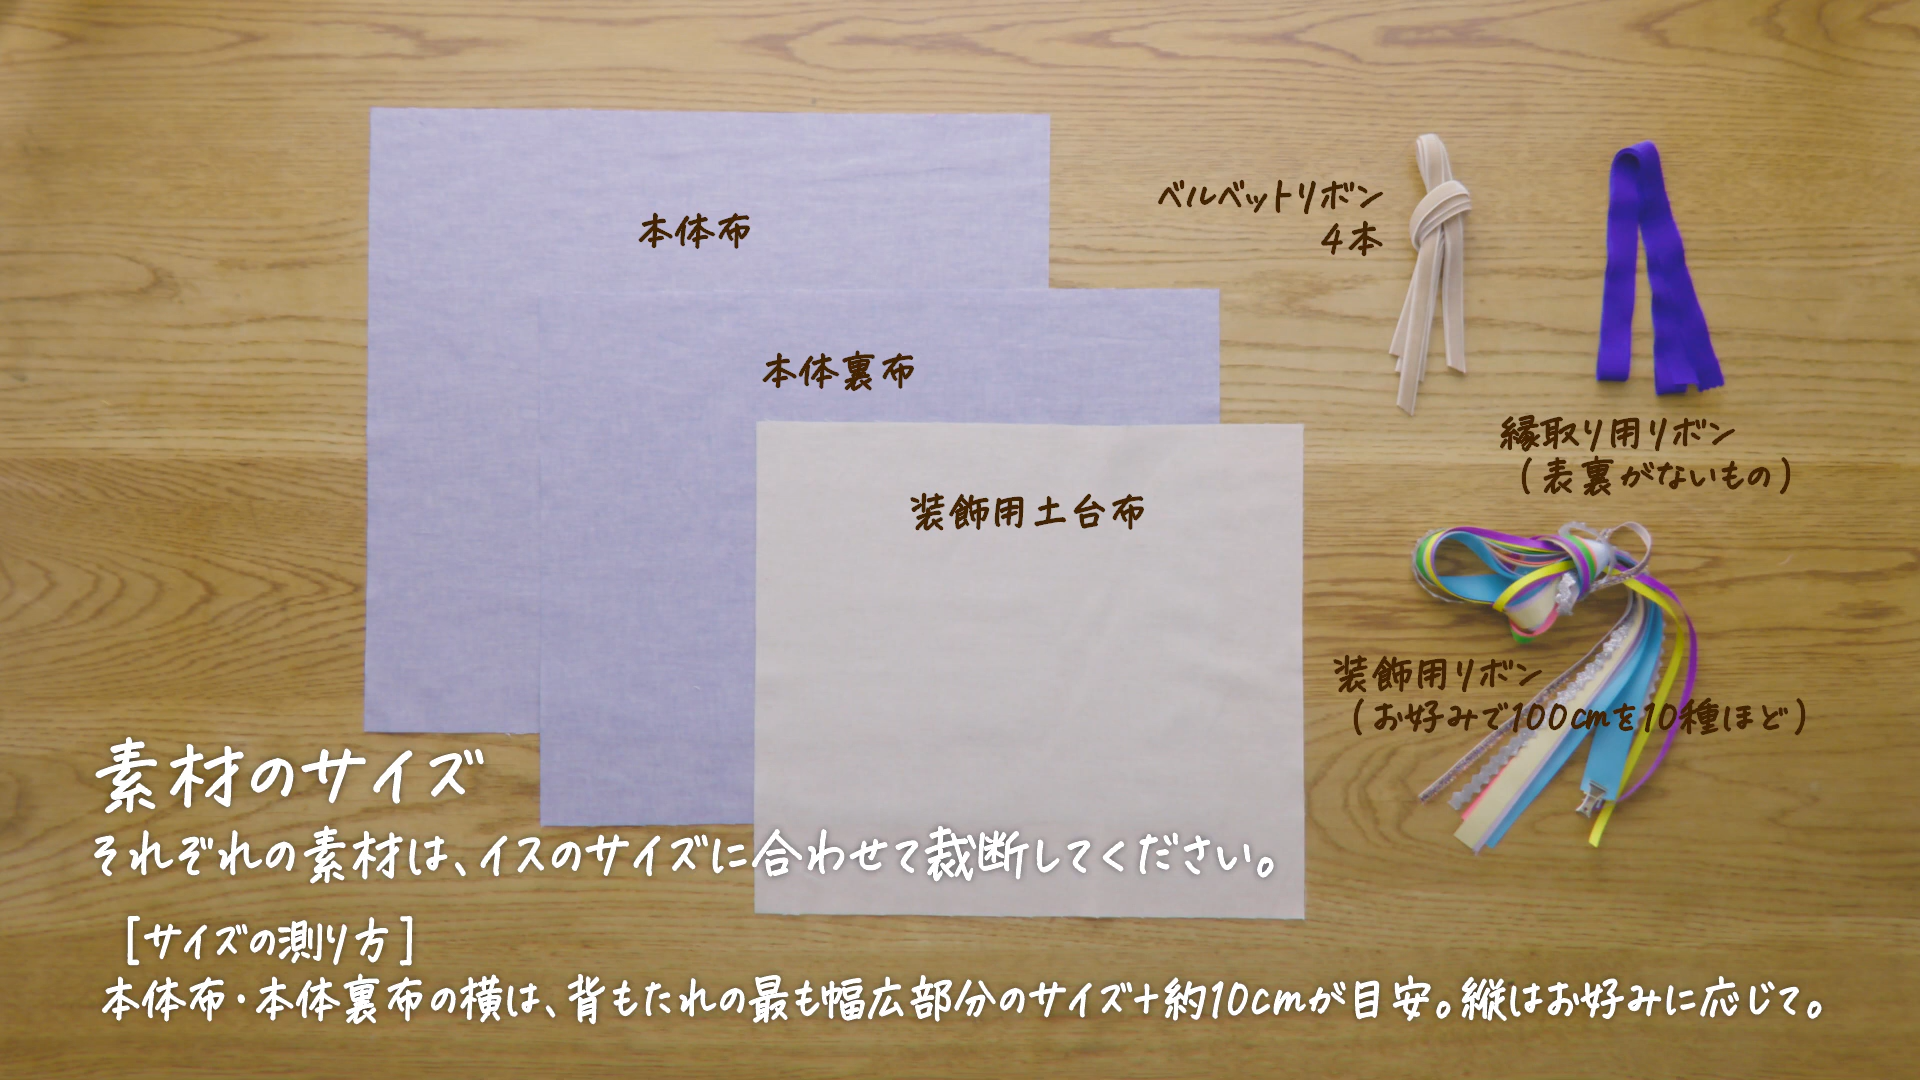 本体布
本体裏布
装飾用土台布
ベルベットリボン
4本
縁取り用リボン
(表裏がないもの)
装飾用リボン
(お好みで100cmを10種ほど)
素材のサイズ
それぞれの素材は、イスのサイズに合わせて裁断してください。
[サイズの測り方]
本体布・本体裏布の横は、背もたれの最も幅広部分のサイズ+約10cmが目安。縦はお好みに応じて。